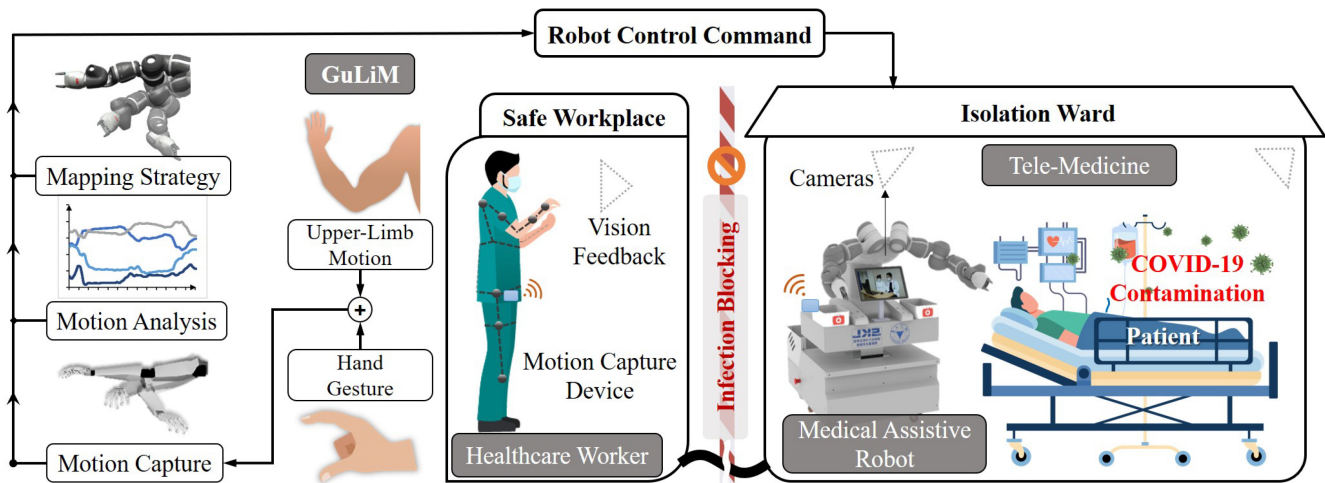 Robot Control Command
GuLiM
Mapping Strategy
Upper-Limb
Motion
Motion Analysis
Hand
Gesture
Motion Capture
Safe Workplace
Vision
Feedback
Motion Capture
Device
Healthcare Worker
Infection Blocking
Isolation Ward
Tele-Medicine
Cameras
COVID-19
Contamination
Patient
SKL
Medical Assistive
Robot